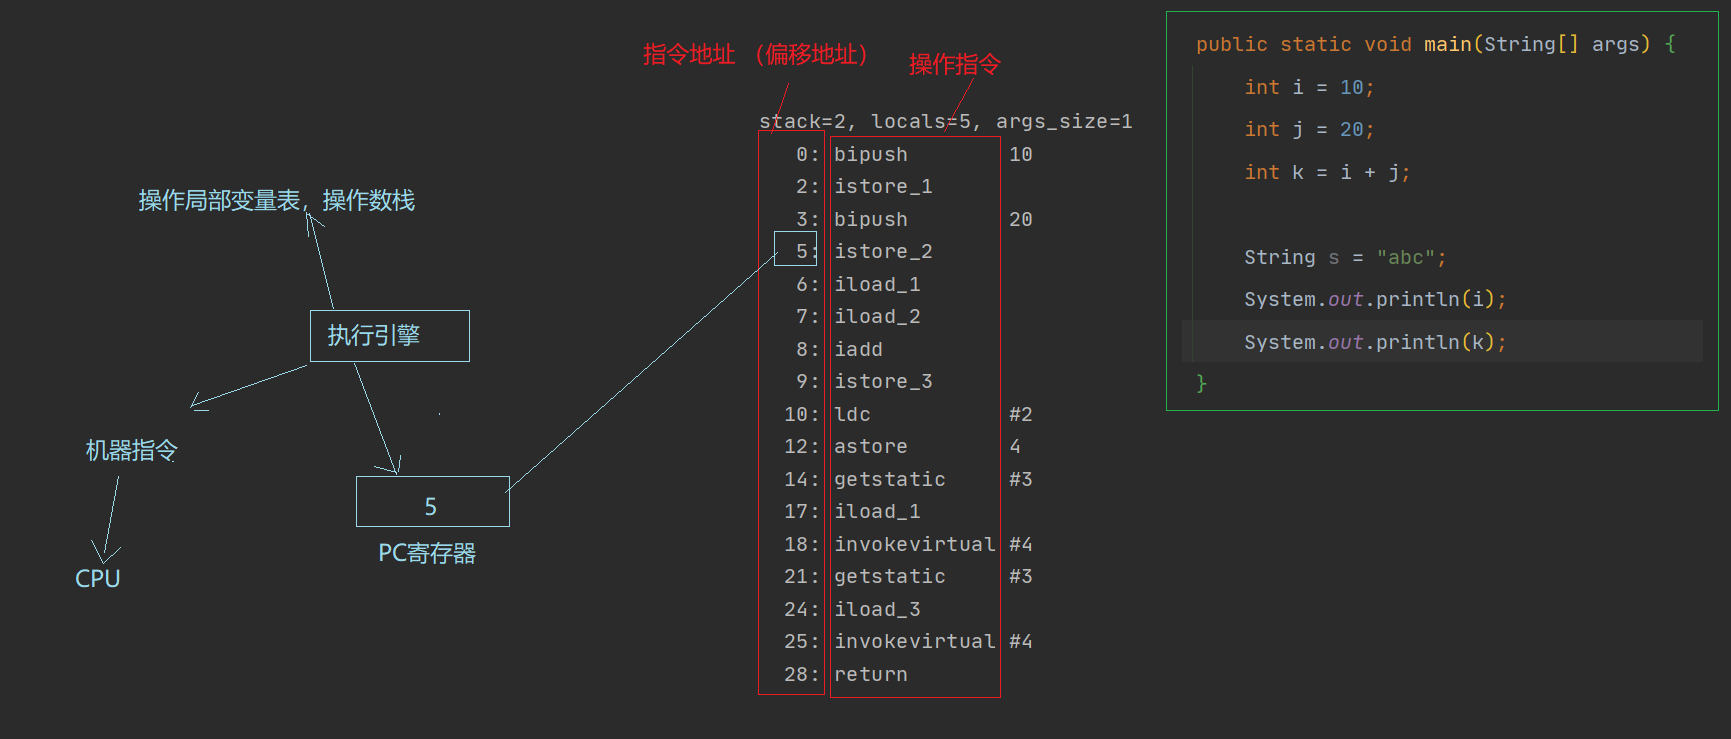 指令地址 （偏移地址）
操作指令
stack=2, locals=5, args_size=1
0: bipush 10
2: istore_1
3: bipush 20
5: istore_2
6: iload_1
7: iload_2
8: iadd
9: istore_3
10: ldc #2
12: astore 4
14: getstatic #3
17: iload_1
18: invokevirtual #4
21: getstatic #3
24: iload_3
25: invokevirtual #4
28: return
public static void main(String[] args) {
int i = 10;
int j = 20;
int k = i + j;
String s = "abc";
System.out.println(i);
System.out.println(k);
}
操作局部变量表，操作数栈
执行引擎
机器指令
CPU
5
PC寄存器